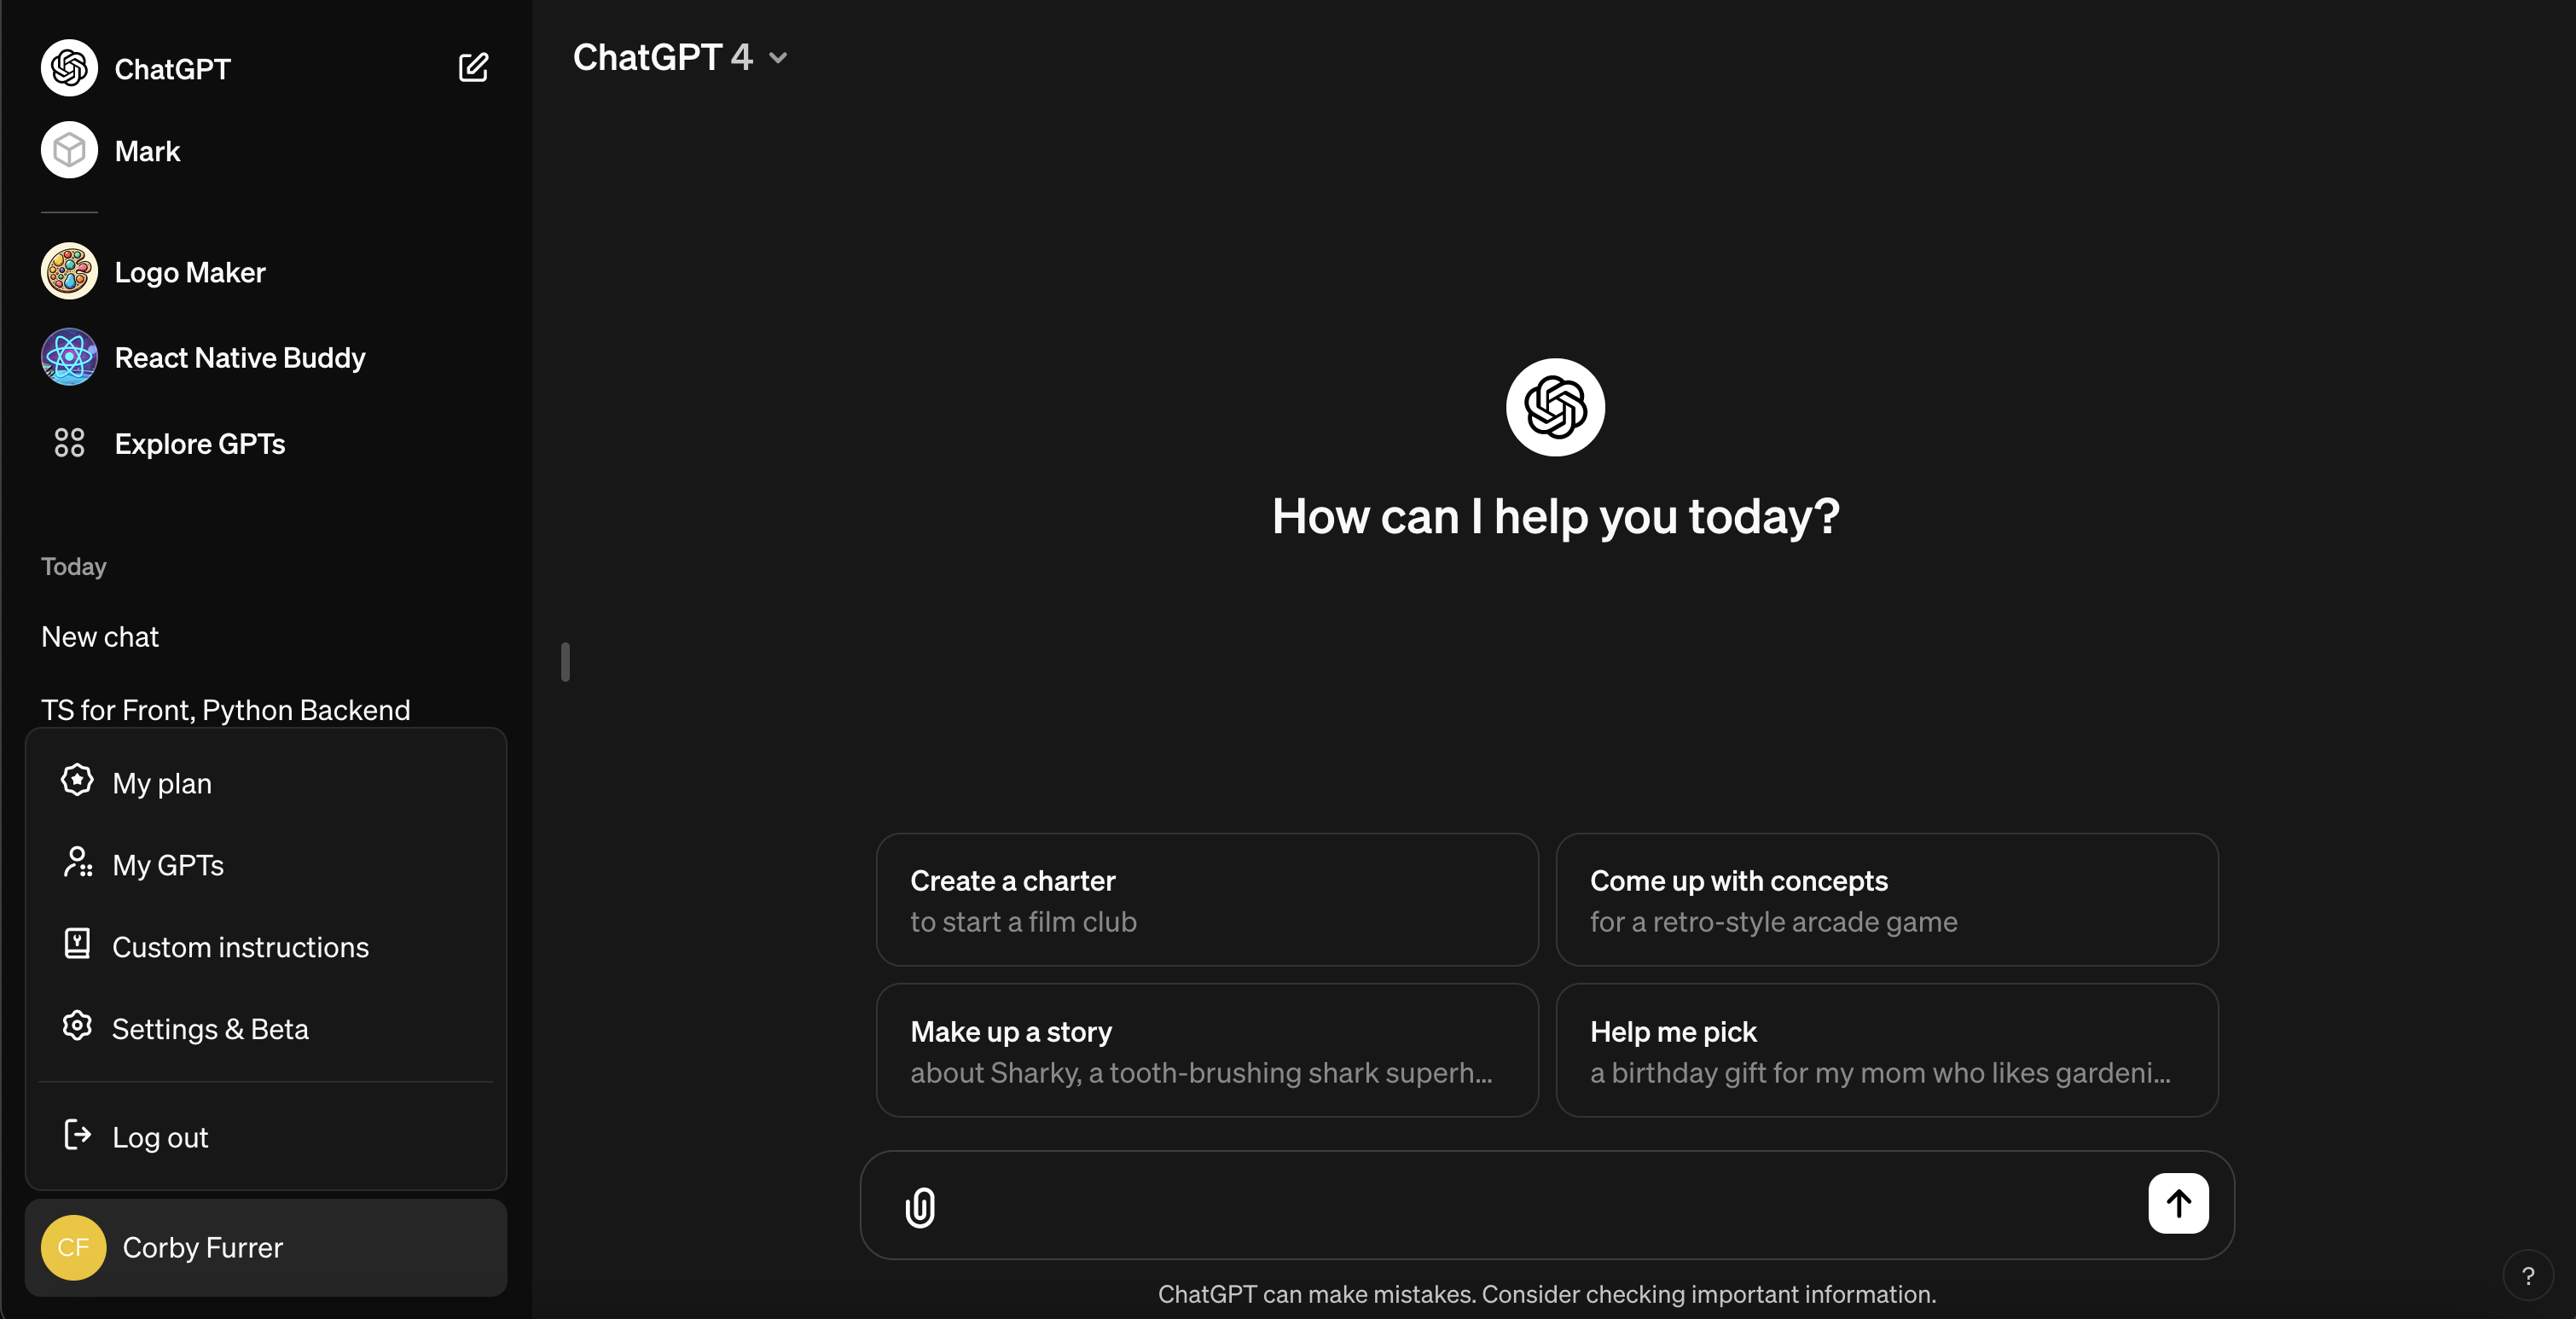 ChatGPT
Mark
Logo Maker
React Native Buddy
Explore GPTs
Today
New chat
TS for Front, Python Backend
My plan
My GPTs
Custom instructions
Settings & Beta
Log out
CF
Corby Furrer
ChatGPT 4
How can I help you today?
Create a charter
to start a film club
Come up with concepts
for a retro-style arcade game
Make up a story
about Sharky, a tooth-brushing shark superh...
Help me pick
a birthday gift for my mom who likes gardeni...
ChatGPT can make mistakes. Consider checking important information.
?